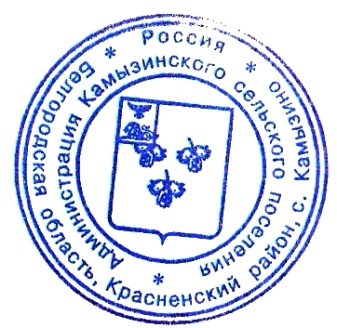 * Россия *
Белгородская область, Красненский район, с. Камызино
Администрация Камызинского сельского поселения *